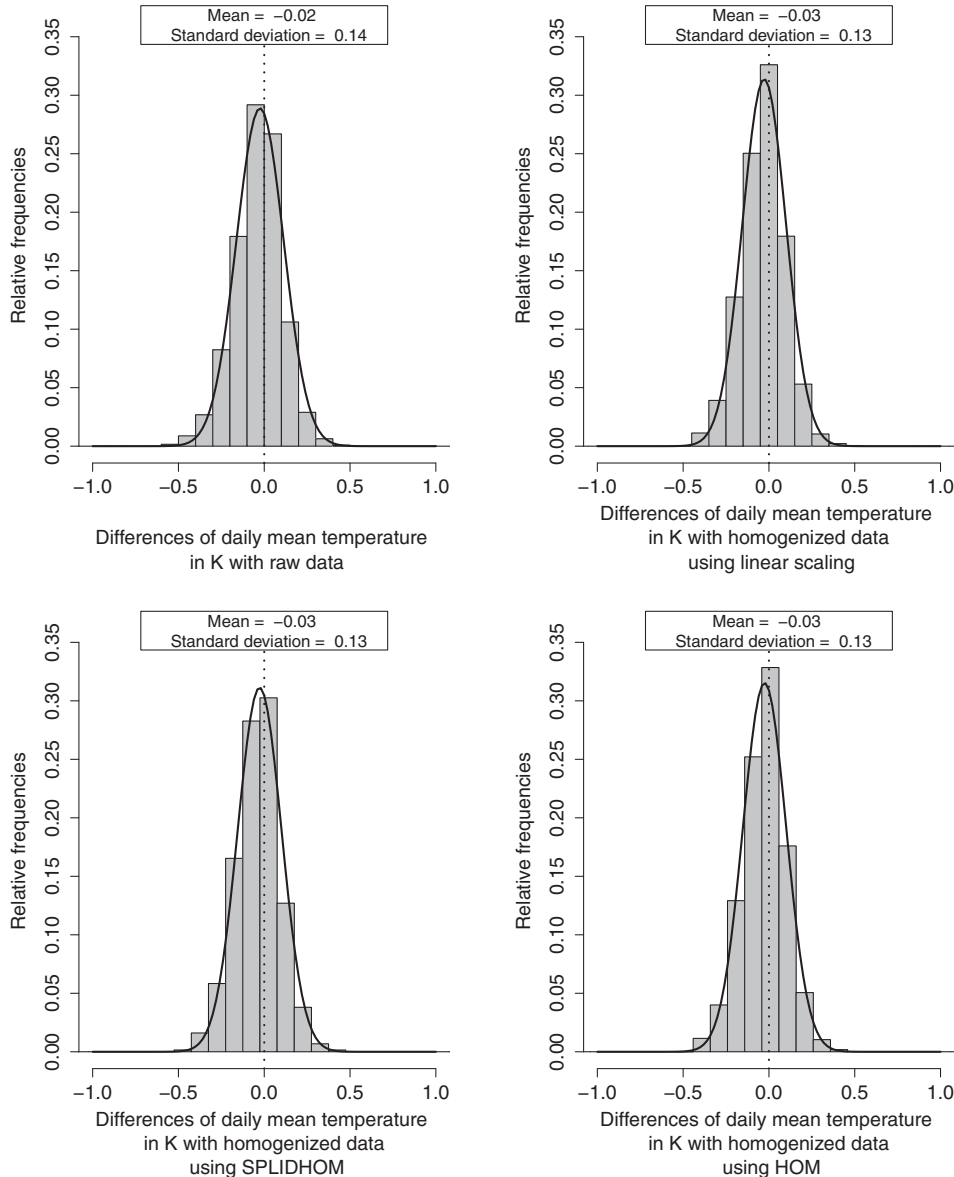 Mean = −0.02
Standard deviation = 0.14
Relative frequencies
0.35
0.30
0.25
0.20
0.15
0.10
0.05
0.00
−1.0 −0.5 0.0 0.5 1.0
Differences of daily mean temperature
in K with raw data
Mean = −0.03
Standard deviation = 0.13
Relative frequencies
0.35
0.30
0.25
0.20
0.15
0.10
0.05
0.00
−1.0 −0.5 0.0 0.5 1.0
Differences of daily mean temperature
in K with homogenized data
using linear scaling
Mean = −0.03
Standard deviation = 0.13
Relative frequencies
0.35
0.30
0.25
0.20
0.15
0.10
0.05
0.00
−1.0 −0.5 0.0 0.5 1.0
Differences of daily mean temperature
in K with homogenized data
using SPLIDHOM
Mean = −0.03
Standard deviation = 0.13
Relative frequencies
0.35
0.30
0.25
0.20
0.15
0.10
0.05
0.00
−1.0 −0.5 0.0 0.5 1.0
Differences of daily mean temperature
in K with homogenized data
using HOM